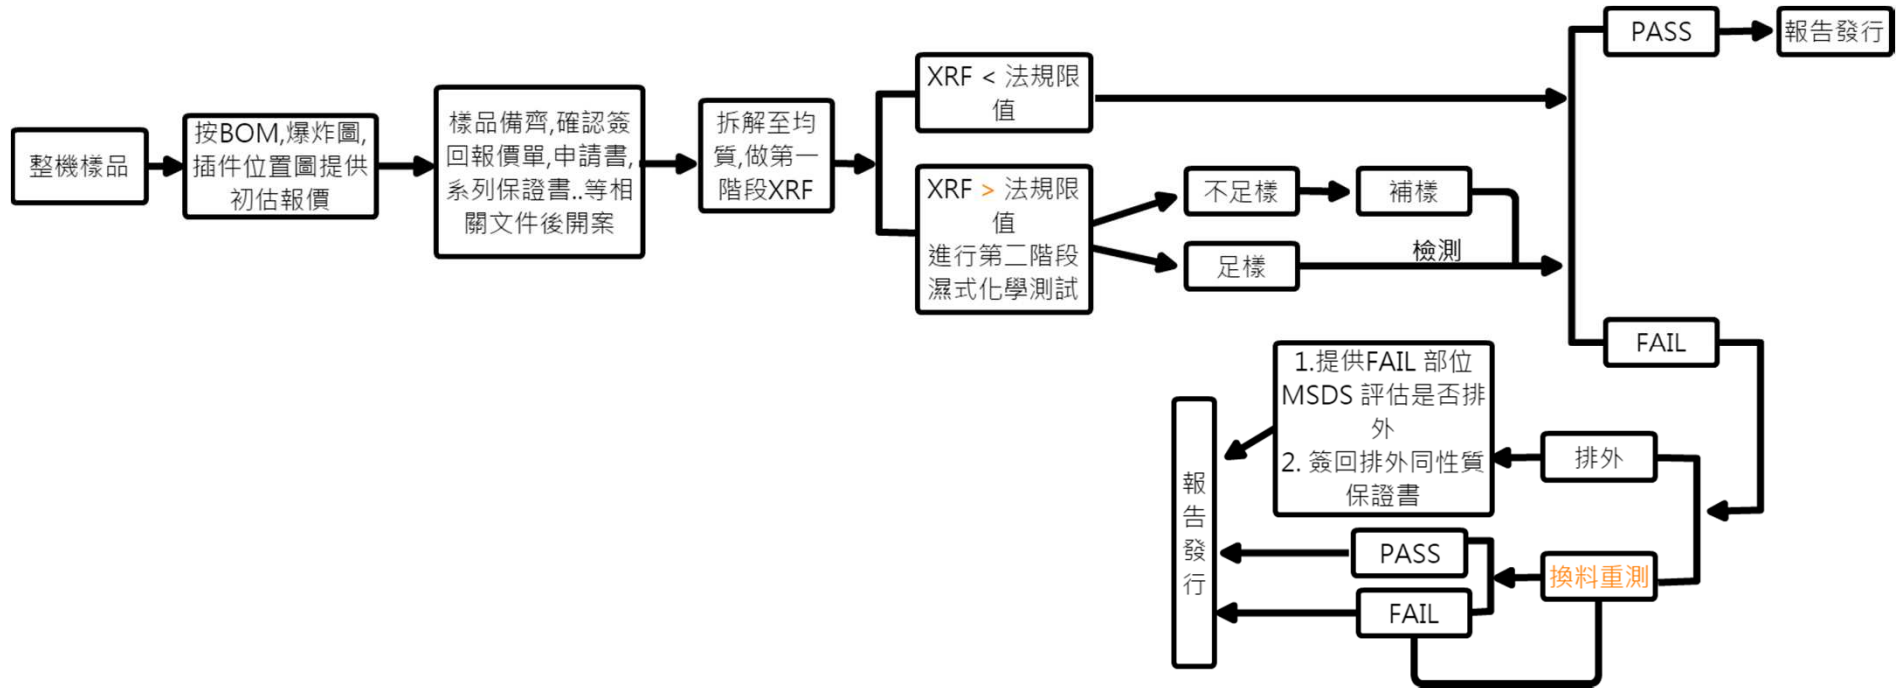 整機樣品
按BOM,爆炸圖,
插件位置圖提供
初估報價
樣品備齊,確認簽
回報價單,申請書,
系列保證書..等相
關文件後開案
拆解至均
質,做第一
階段XRF
XRF < 法規限
值
XRF > 法規限
值
進行第二階段
濕式化學測試
不足樣
補樣
足樣
檢測
PASS
報告發行
FAIL
排外
換料重測
1.提供FAIL 部位
MSDS 評估是否排
外
2. 簽回排外同性質
保證書
PASS
FAIL
報
告
發
行